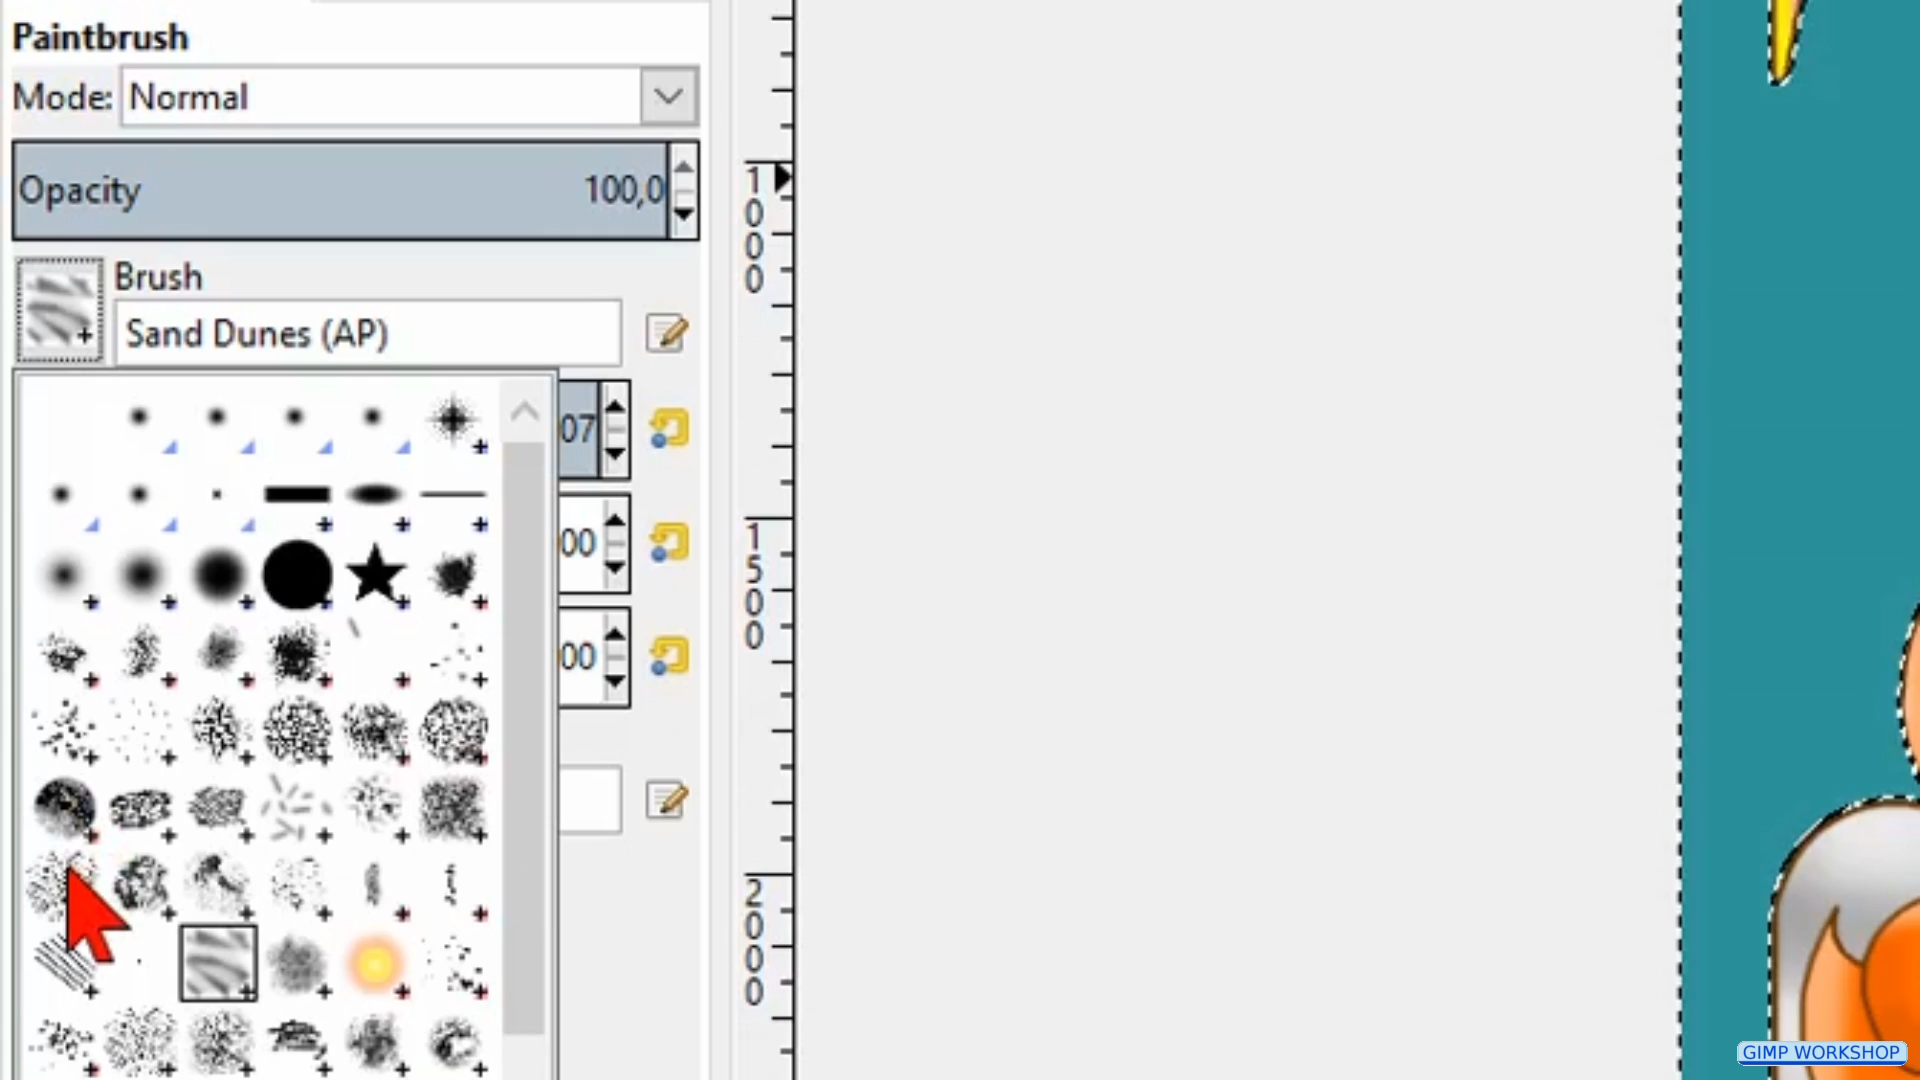 Paintbrush
Mode: Normal
Opacity 100,0
Brush
Sand Dunes (AP)
07
00
00
1000
1500
2000
GIMP WORKSHOP